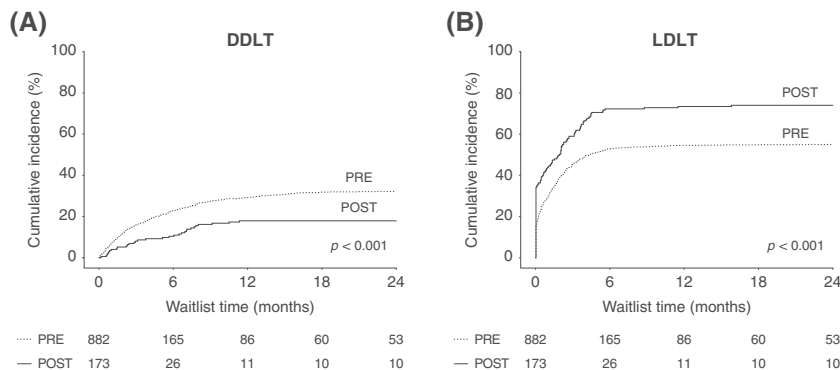 (A)
DDLT
Cumulative incidence (%)
100
80
60
40
20
0
PRE
POST
p < 0.001
0 6 12 18 24
Waitlist time (months)
PRE 882 165 86 60 53
POST 173 26 11 10 10
(B)
LDLT
Cumulative incidence (%)
100
80
60
40
20
0
POST
PRE
p < 0.001
0 6 12 18 24
Waitlist time (months)
PRE 882 165 86 60 53
POST 173 26 11 10 10